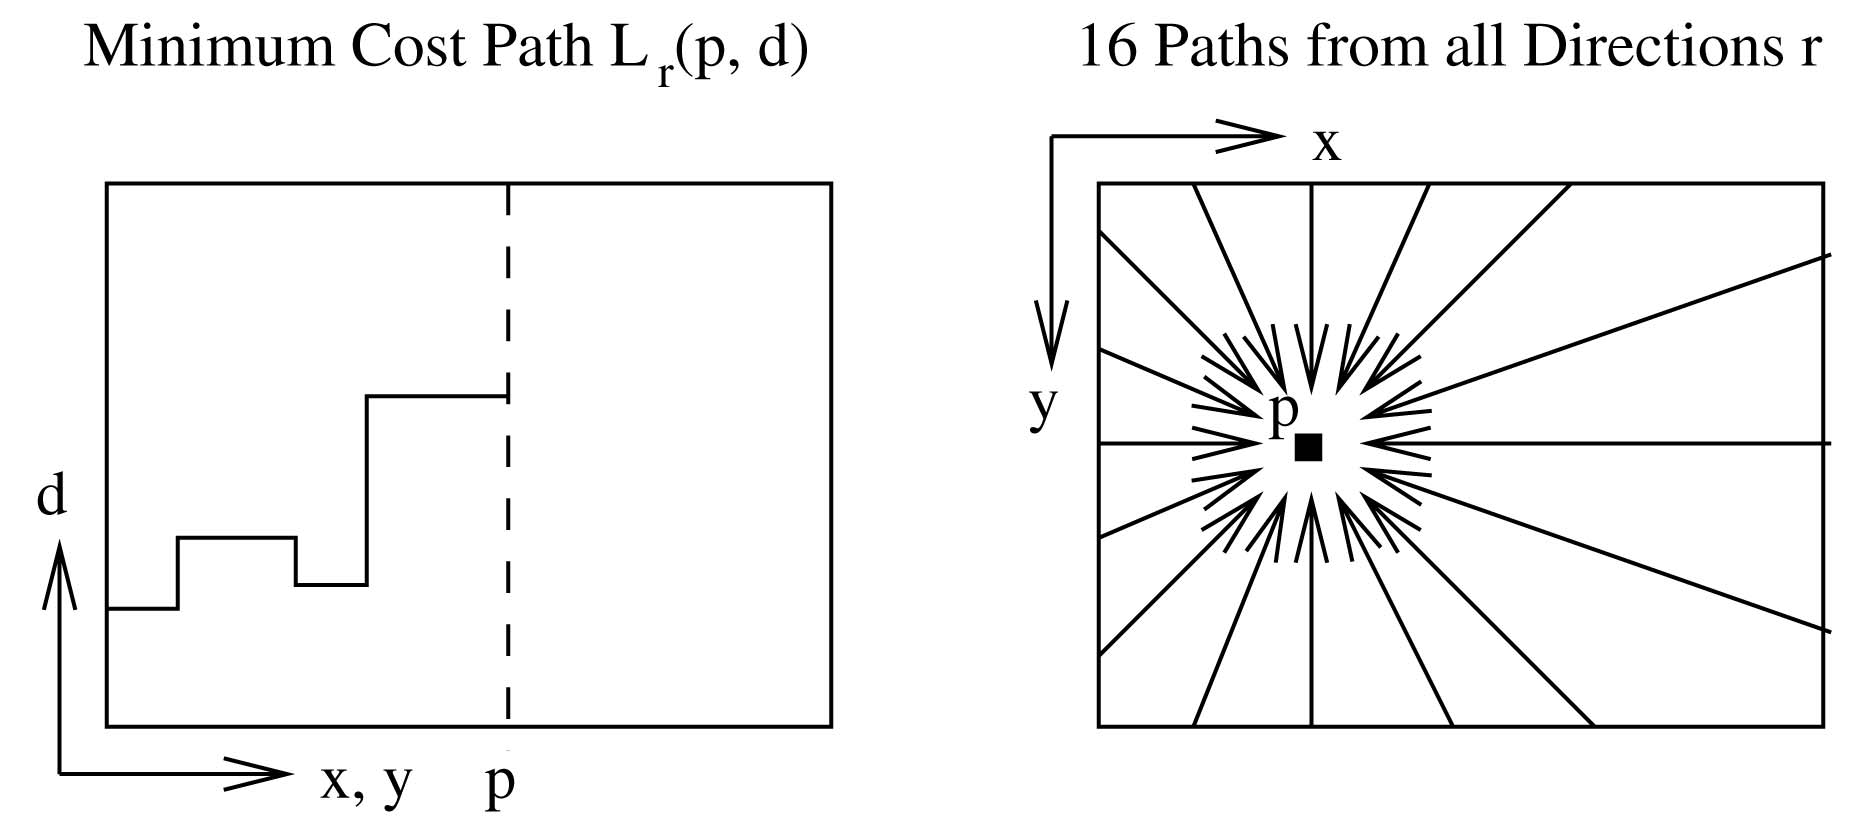 Minimum Cost Path L r(p, d)
d
x, y
p
16 Paths from all Directions r
x
y
p